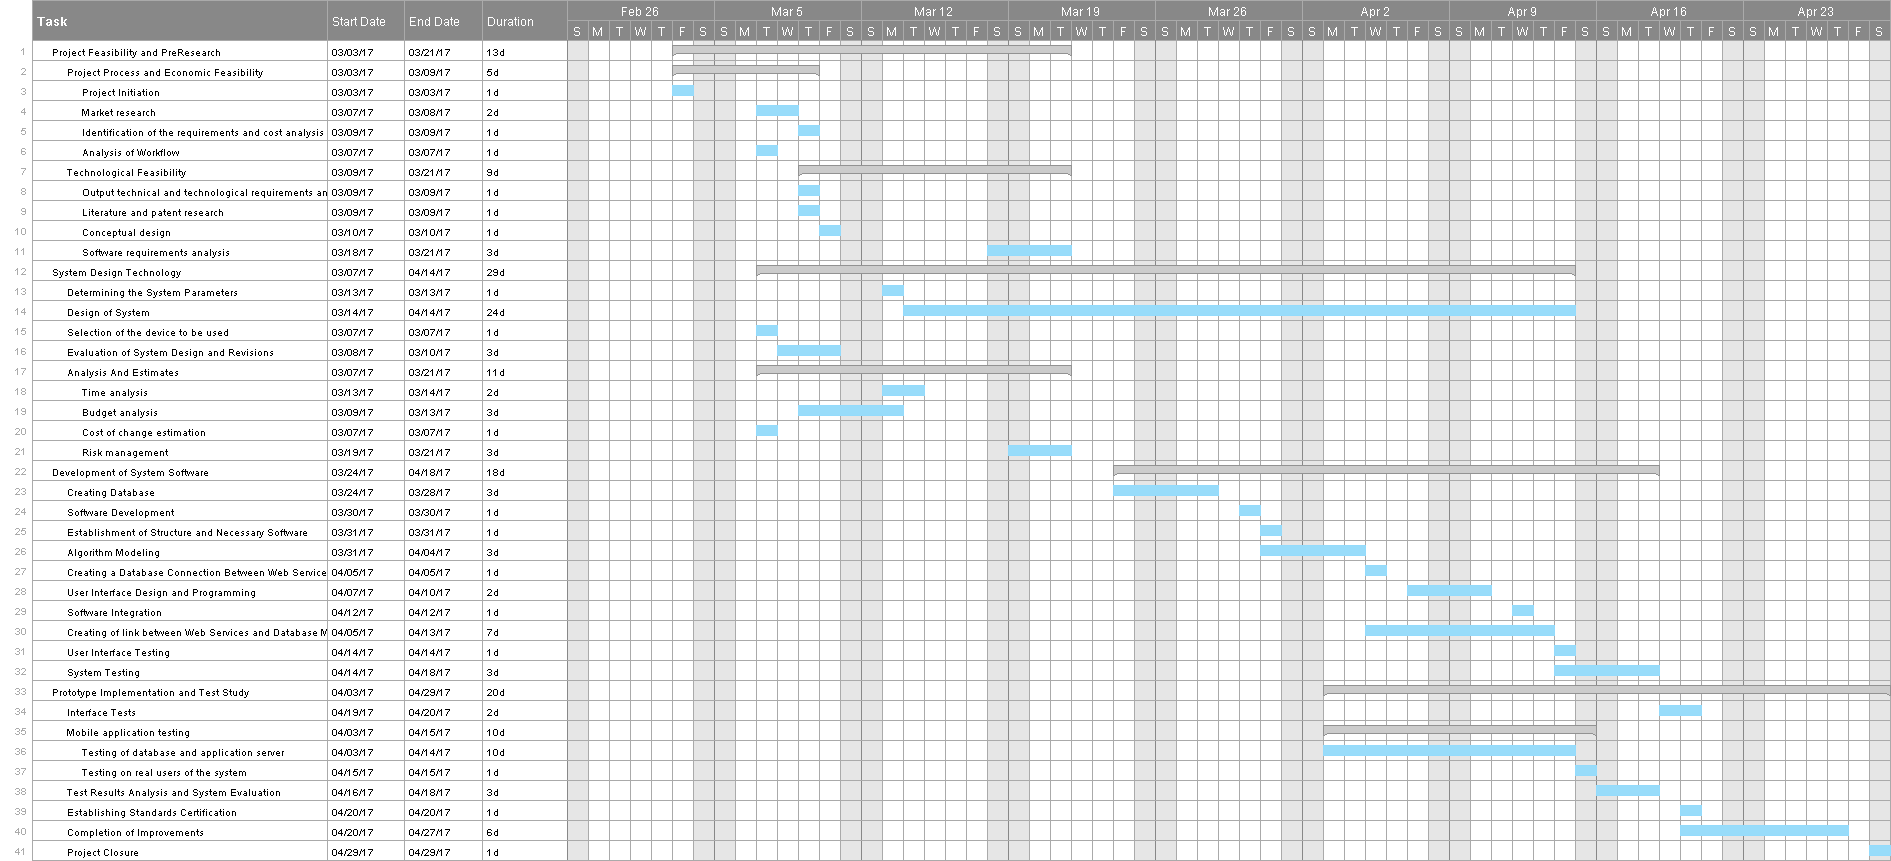 Task Start Date End Date Duration Feb 26 Mar 5 Mar 12 Mar 19 Mar 26 Apr 2 Apr 9 Apr 16 Apr 23
S M T W T F S S M T W T F S S M T W T F S S M T W T F S S M T W T F S S M T W T F S S M T W T F S S M T W T F S S M T W T F S
1 Project Feasibility and PreResearch 03/03/17 03/21/17 13d
2 Project Process and Economic Feasibility 03/03/17 03/09/17 5d
3 Project Initiation 03/03/17 03/03/17 1d
4 Market research 03/07/17 03/08/17 2d
5 Identification of the requirements and cost analysis 03/09/17 03/09/17 1d
6 Analysis of Workflow 03/07/17 03/07/17 1d
7 Technological Feasibility 03/09/17 03/21/17 9d
8 Output technical and technological requirements an 03/09/17 03/09/17 1d
9 Literature and patent research 03/09/17 03/09/17 1d
10 Conceptual design 03/10/17 03/10/17 1d
11 Software requirements analysis 03/18/17 03/21/17 3d
12 System Design Technology 03/07/17 04/14/17 29d
13 Determining the System Parameters 03/13/17 03/13/17 1d
14 Design of System 03/14/17 04/14/17 24d
15 Selection of the device to be used 03/07/17 03/07/17 1d
16 Evaluation of System Design and Revisions 03/08/17 03/10/17 3d
17 Analysis And Estimates 03/07/17 03/21/17 11d
18 Time analysis 03/13/17 03/14/17 2d
19 Budget analysis 03/09/17 03/13/17 3d
20 Cost of change estimation 03/07/17 03/07/17 1d
21 Risk management 03/19/17 03/21/17 3d
22 Development of System Software 03/24/17 04/18/17 18d
23 Creating Database 03/24/17 03/28/17 3d
24 Software Development 03/30/17 03/30/17 1d
25 Establishment of Structure and Necessary Software 03/31/17 03/31/17 1d
26 Algorithm Modeling 03/31/17 04/04/17 3d
27 Creating a Database Connection Between Web Service 04/05/17 04/05/17 1d
28 User Interface Design and Programming 04/07/17 04/10/17 2d
29 Software Integration 04/12/17 04/12/17 1d
30 Creating of link between Web Services and Database M 04/05/17 04/13/17 7d
31 User Interface Testing 04/14/17 04/14/17 1d
32 System Testing 04/14/17 04/18/17 3d
33 Prototype Implementation and Test Study 04/03/17 04/29/17 20d
34 Interface Tests 04/19/17 04/20/17 2d
35 Mobile application testing 04/03/17 04/15/17 10d
36 Testing of database and application server 04/03/17 04/14/17 10d
37 Testing on real users of the system 04/15/17 04/15/17 1d
38 Test Results Analysis and System Evaluation 04/16/17 04/18/17 3d
39 Establishing Standards Certification 04/20/17 04/20/17 1d
40 Completion of Improvements 04/20/17 04/27/17 6d
41 Project Closure 04/29/17 04/29/17 1d